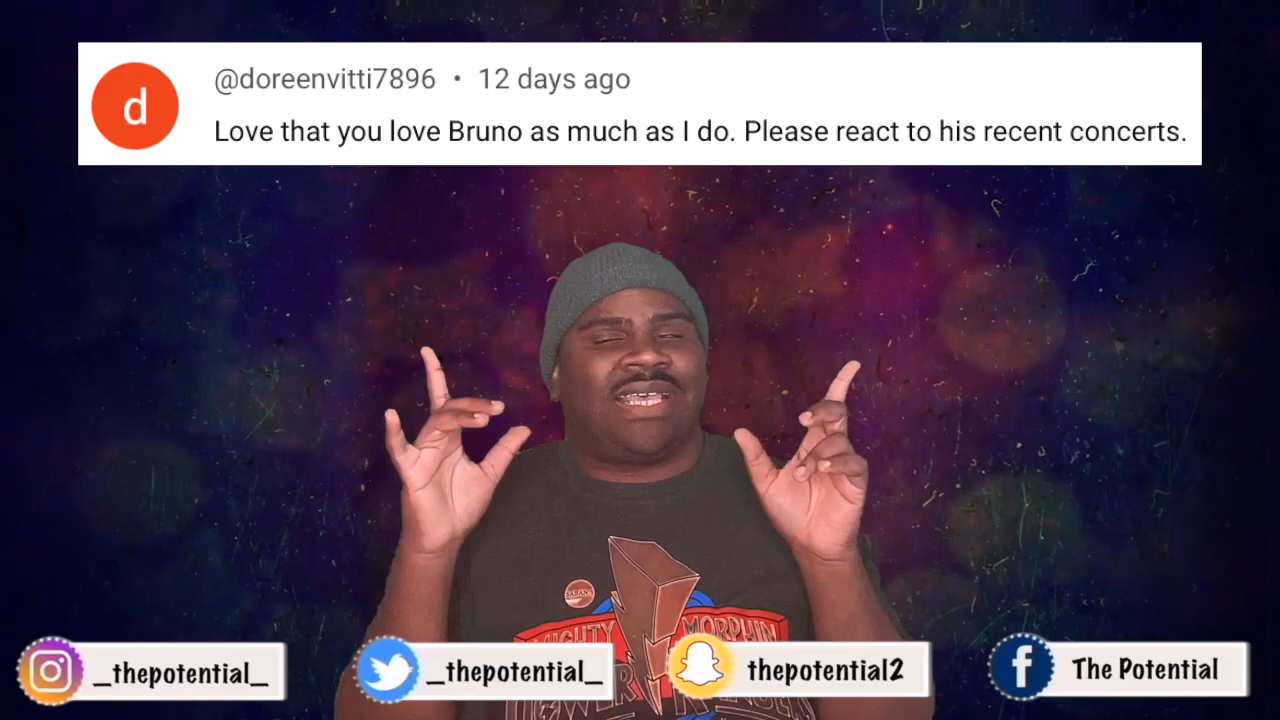 d
@doreenvitti7896 • 12 days ago
Love that you love Bruno as much as I do. Please react to his recent concerts.
MIGHTY MORPHIN
_thepotential_
_thepotential_
thepotential2
The Potential